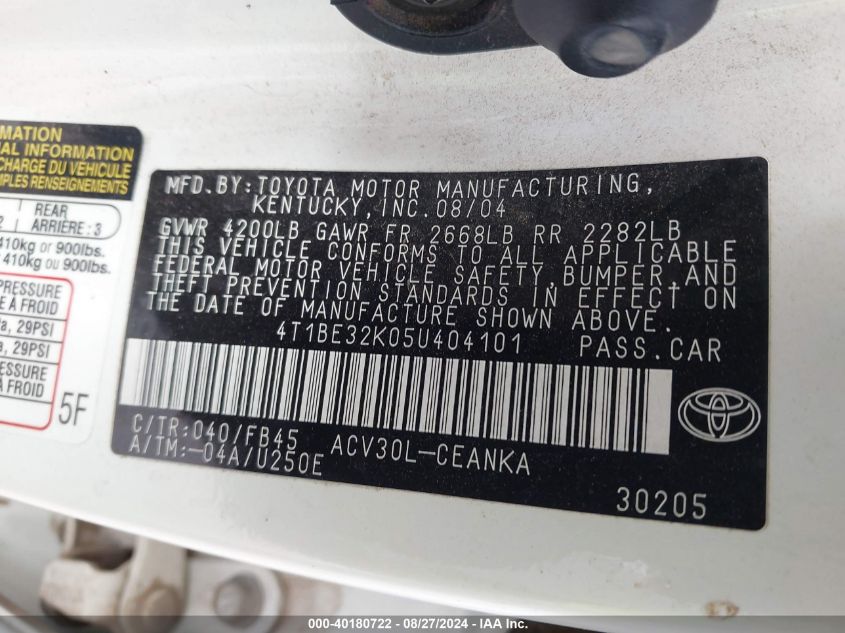 MATION
AL INFORMATION
CHARGE DU VÉHICULE
MPLES RENSEIGNEMENTS
REAR
ARRIÈRE : 3
410kg or 900lbs.
410 kg ou 900lbs.
PRESSURE
E A FROID
a, 29PSI
a, 29PSI
PRESSURE
A FROID
5F
MFD.BY:TOYOTA MOTOR MANUFACTURING,
KENTUCKY,INC.08/04
GVWR 4200LB GAWR FR 2668LB RR 2282LB
THIS VEHICLE CONFORMS TO ALL APPLICABLE
FEDERAL MOTOR VEHICLE SAFETY,BUMPER,AND
THEFT PREVENTION STANDARDS IN EFFECT ON
THE DATE OF MANUFACTURE SHOWN ABOVE.
4T1BE32K05U404101 PASS.CAR
C/TR:040/FB45 ACV30L-CEANKA
A/TM:-04A/U250E
30205
000-40180722 - 08/27/2024 - IAA Inc.